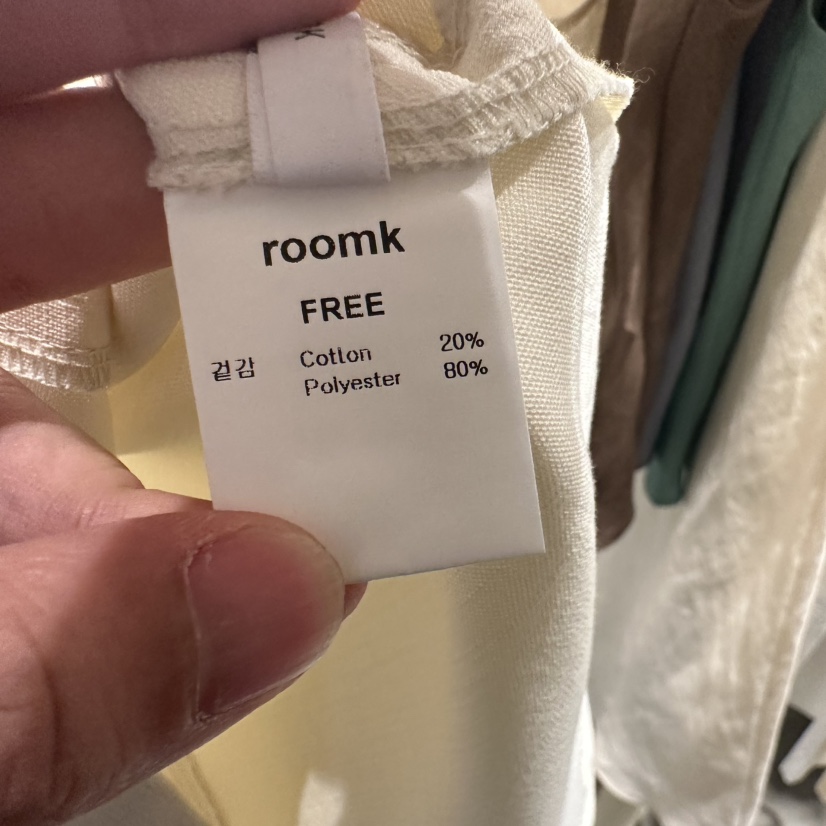 roomk
FREE
겉감 Cotton 20%
Polyester 80%